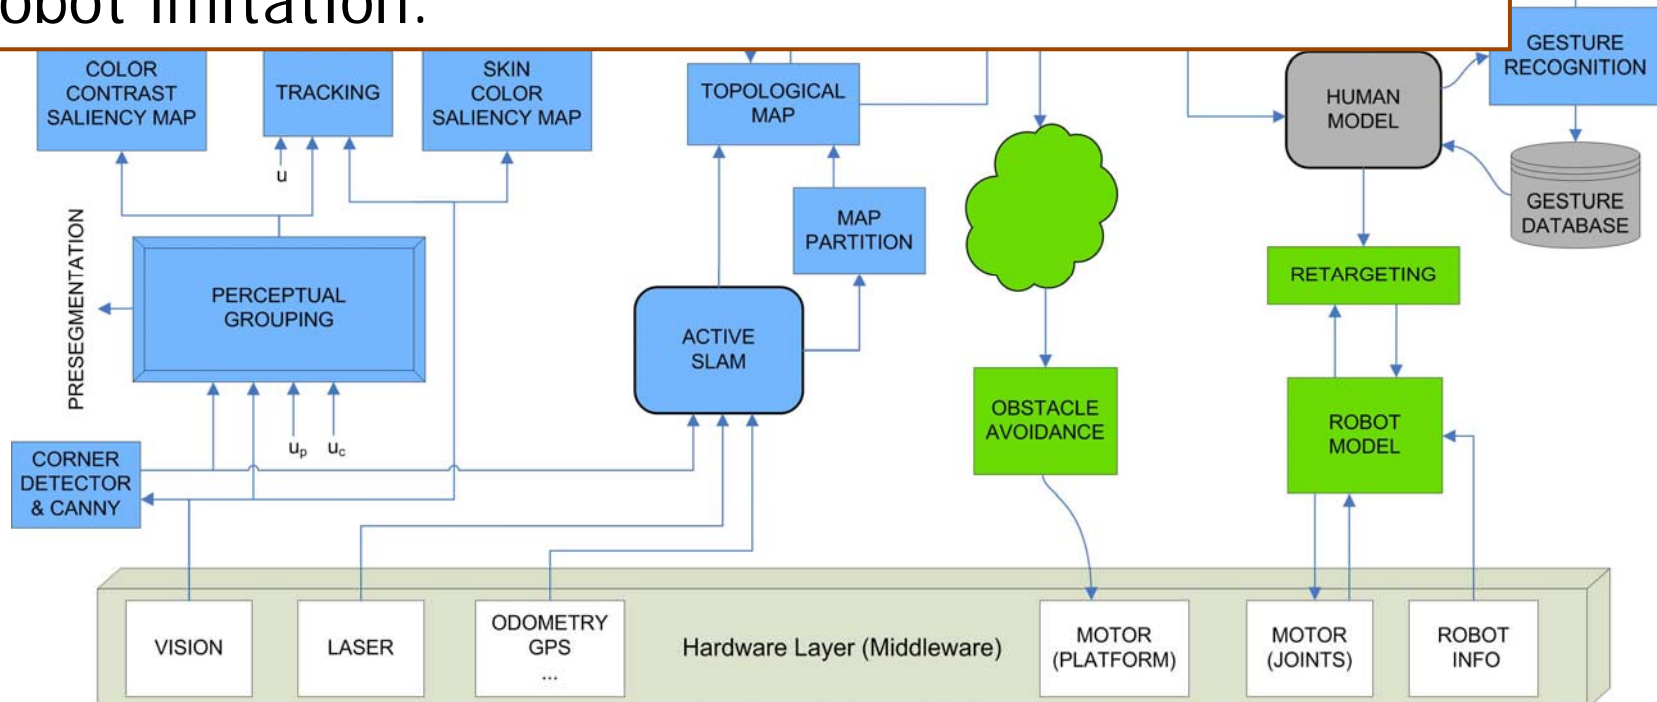 obot imitation.
COLOR
CONTRAST
SALIENCY MAP
TRACKING
SKIN
COLOR
SALIENCY MAP
TOPOLOGICAL
MAP
HUMAN
MODEL
GESTURE
RECOGNITION
u
MAP
PARTITION
GESTURE
DATABASE
PRESEGMENTATION
PERCEPTUAL
GROUPING
RETARGETING
ACTIVE
SLAM
OBSTACLE
AVOIDANCE
ROBOT
MODEL
up uc
CORNER
DETECTOR
& CANNY
VISION
LASER
ODOMETRY
GPS
...
Hardware Layer (Middleware)
MOTOR
(PLATFORM)
MOTOR
(JOINTS)
ROBOT
INFO